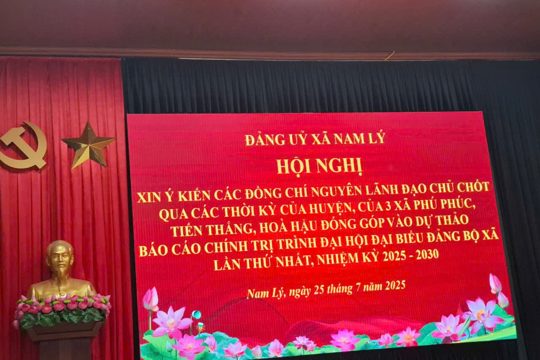 ĐẢNG UỶ XÃ NAM LÝ
HỘI NGHỊ
XIN Ý KIẾN CÁC ĐỒNG CHÍ NGUYÊN LÃNH ĐẠO CHỦ CHỐT
QUA CÁC THỜI KỲ CỦA HUYỆN, CỦA 3 XÃ PHÚ PHÚC,
TIẾN THẮNG, HOÀ HẬU ĐÓNG GÓP VÀO DỰ THẢO
BÁO CÁO CHÍNH TRỊ TRÌNH ĐẠI HỘI ĐẠI BIỂU ĐẢNG BỘ XÃ
LẦN THỨ NHẤT, NHIỆM KỲ 2025 - 2030
Nam Lý, ngày 25 tháng 7 năm 2025